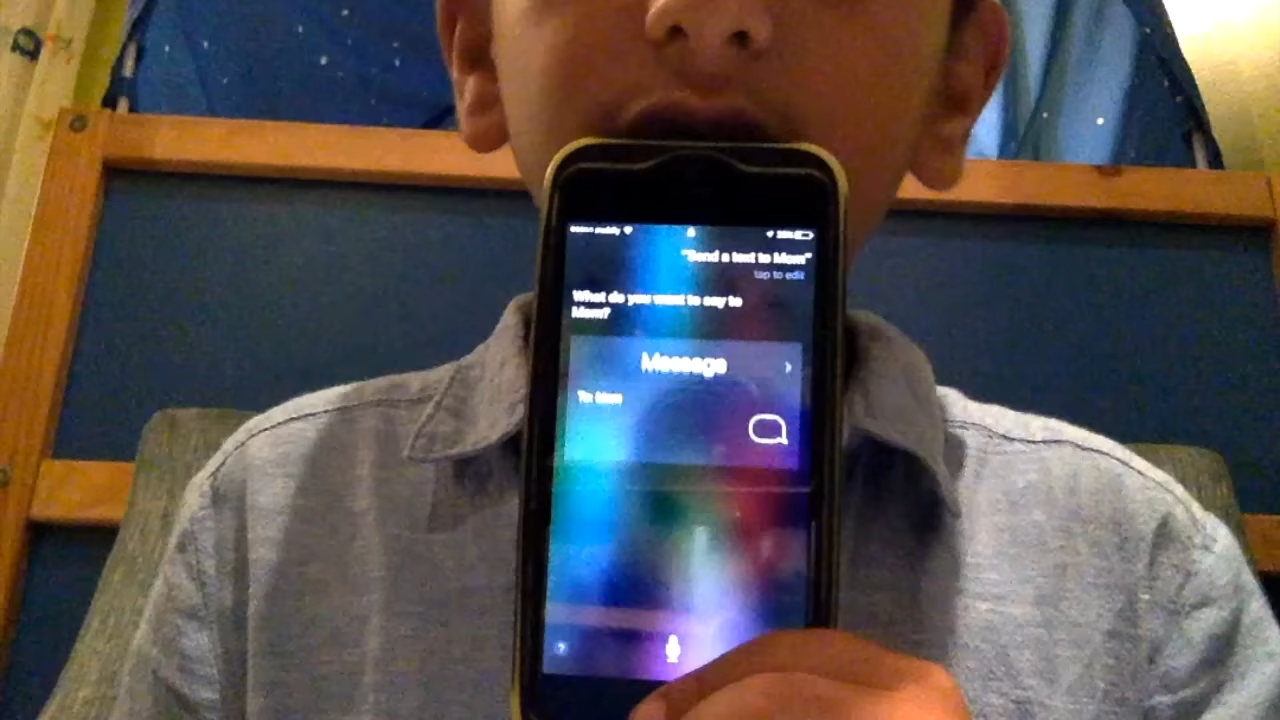 "Send a text to Mom"
tap to edit
What do you want to say to
Mom?
Message
To: Mom
?